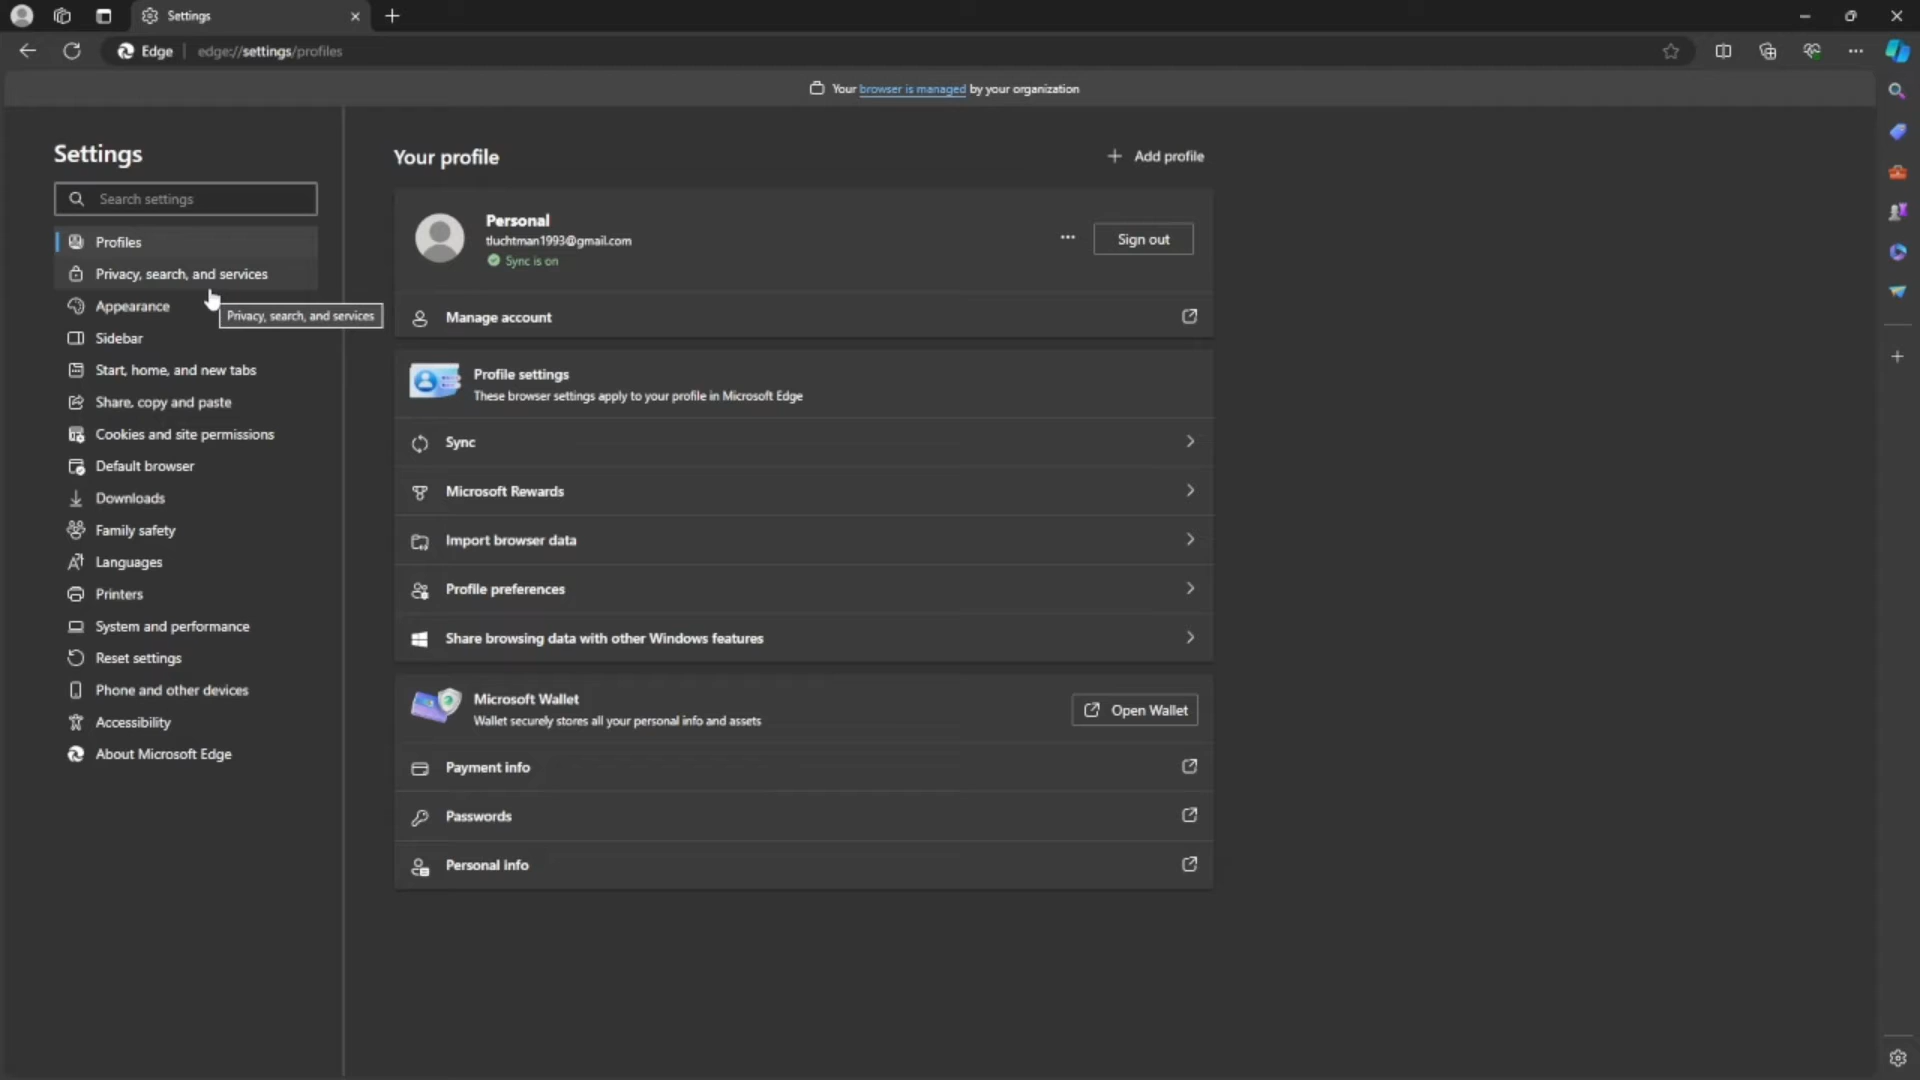 Settings
Edge
edge://settings/profiles
Your browser is managed by your organization
Settings
Search settings
Profiles
Privacy, search, and services
Appearance
Privacy, search, and services
Sidebar
Start, home, and new tabs
Share, copy and paste
Cookies and site permissions
Default browser
Downloads
Family safety
Languages
Printers
System and performance
Reset settings
Phone and other devices
Accessibility
About Microsoft Edge
Your profile
Add profile
Personal
tluchtman1993@gmail.com
Sync is on
Sign out
Manage account
Profile settings
These browser settings apply to your profile in Microsoft Edge
Sync
Microsoft Rewards
Import browser data
Profile preferences
Share browsing data with other Windows features
Microsoft Wallet
Wallet securely stores all your personal info and assets
Open Wallet
Payment info
Passwords
Personal info